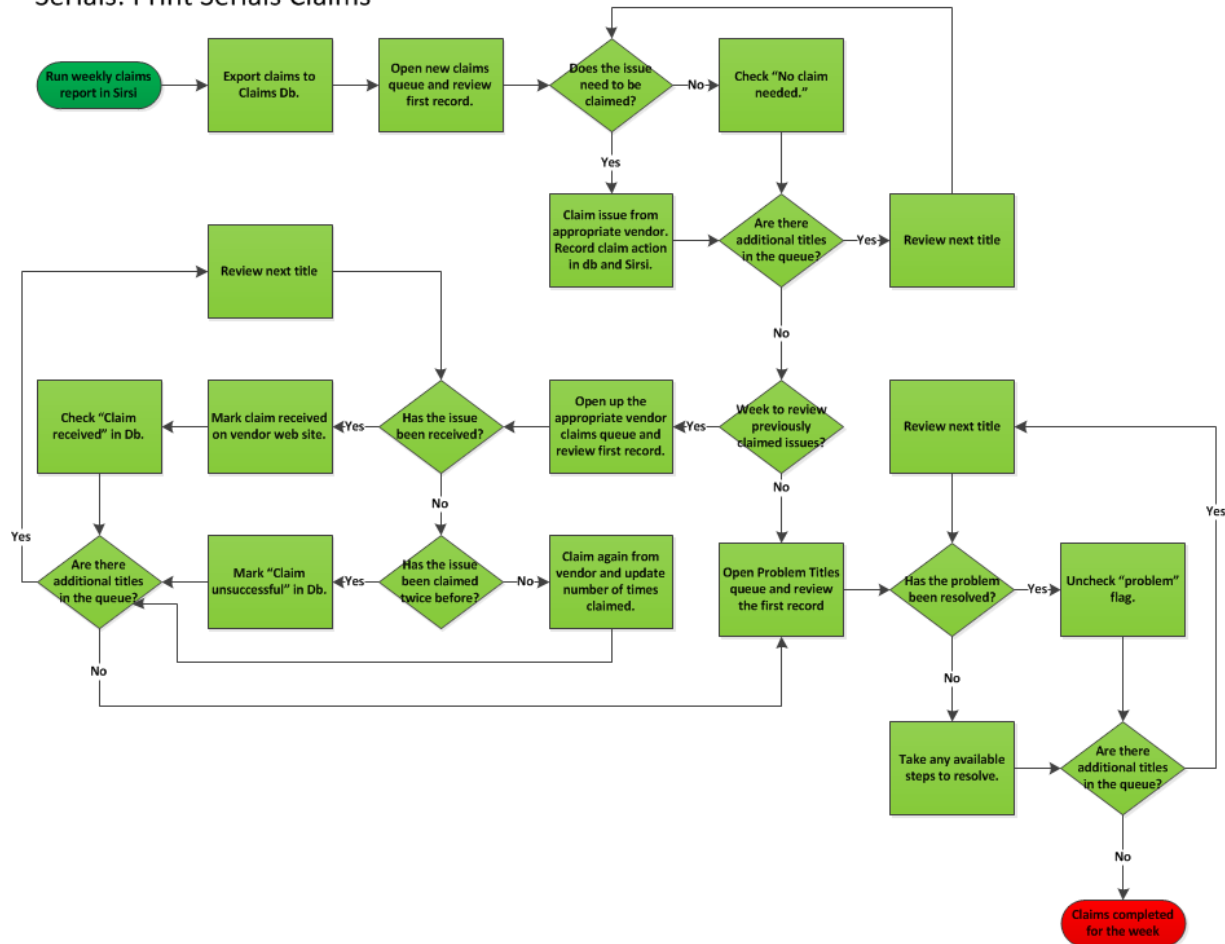 Serials: Print Serials Claims
Run weekly claims
report in Sirsi
Export claims to
Claims Db.
Open new claims
queue and review
first record.
Does the issue
need to be
claimed?
No
Check “No claim
needed.”
Yes
Claim issue from
appropriate vendor.
Record claim action
in db and Sirsi.
Are there
additional titles
in the queue?
Yes
Review next title
No
Review next title
Check “Claim
received” in Db.
Mark claim received
on vendor web site.
Yes
Has the issue
been received?
Open up the
appropriate vendor
claims queue and
review first record.
Yes
Week to review
previously
claimed issues?
Review next title
No
No
Yes
Yes
Are there
additional titles
in the queue?
Mark “Claim
unsuccessful” in Db.
Yes
Has the issue
been claimed
twice before?
No
Claim again from
vendor and update
number of times
claimed.
Open Problem Titles
queue and review
the first record
Has the problem
been resolved?
Yes
Uncheck “problem”
flag.
No
No
Take any available
steps to resolve.
Are there
additional titles
in the queue?
No
Claims completed
for the week